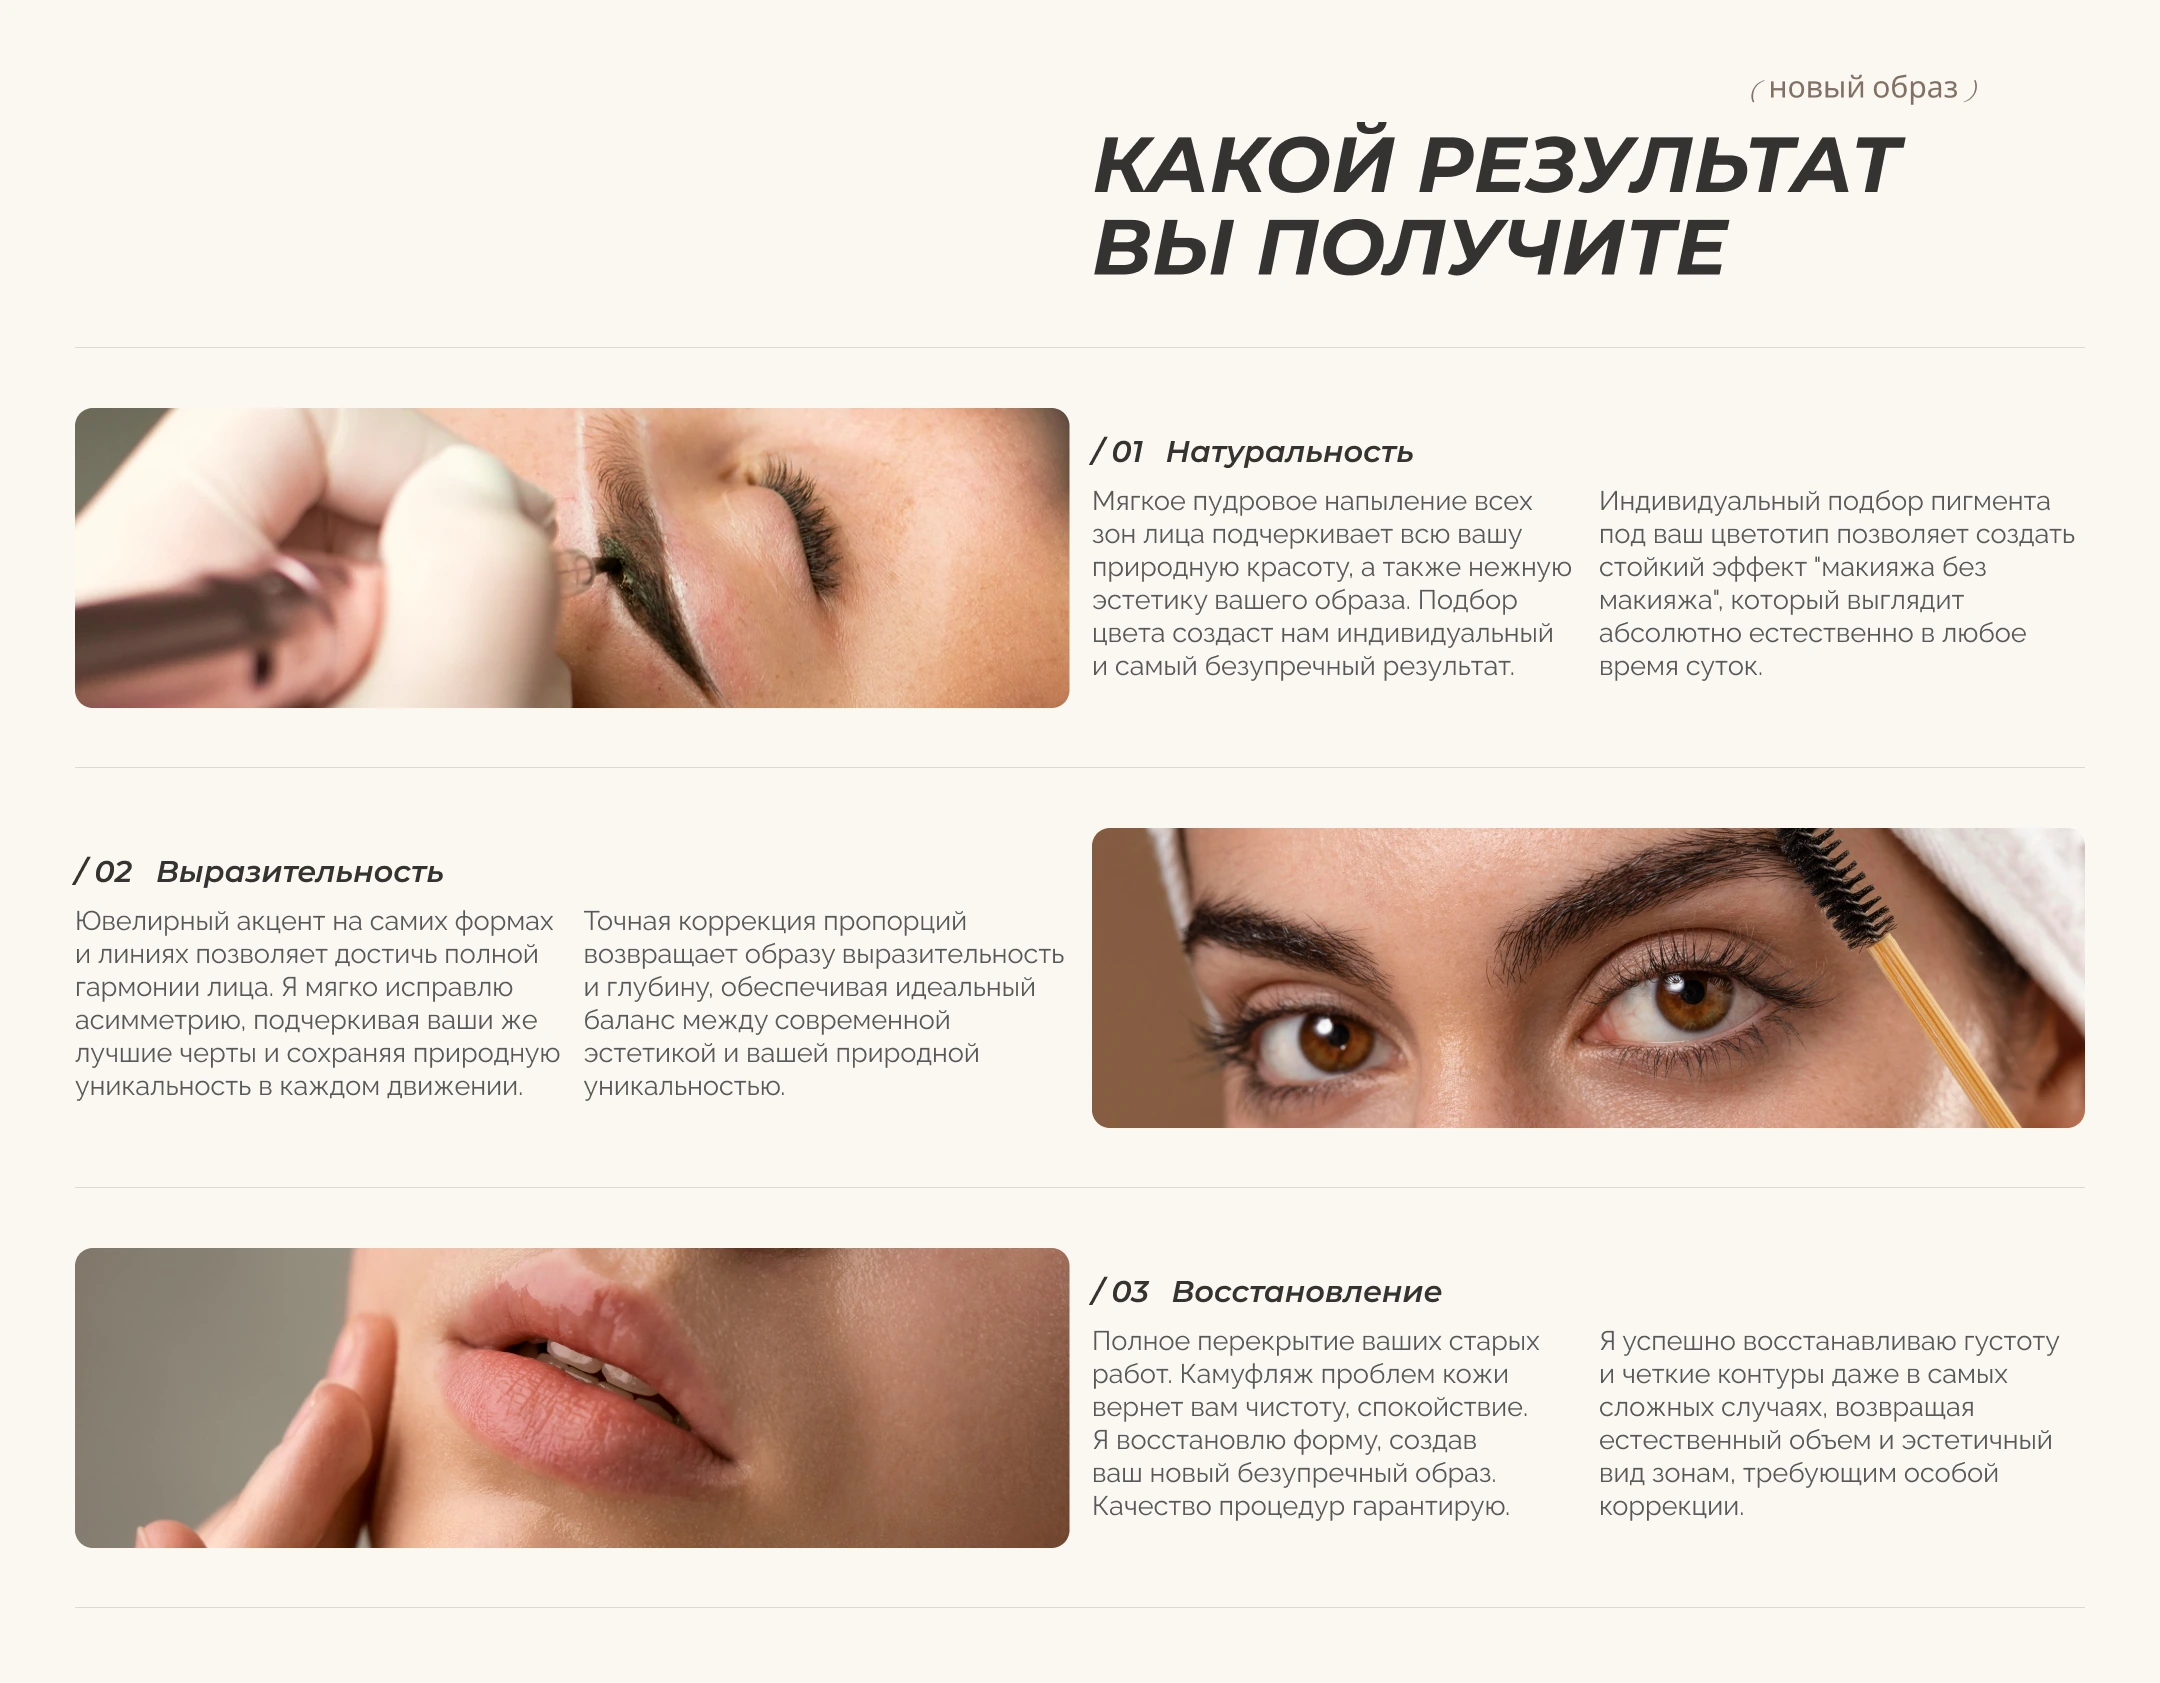 ( новый образ )
КАКОЙ РЕЗУЛЬТАТ
ВЫ ПОЛУЧИТЕ
/ 01 Натуральность
Мягкое пудровое напыление всех
зон лица подчеркивает всю вашу
природную красоту, а также нежную
эстетику вашего образа. Подбор
цвета создаст нам индивидуальный
и самый безупречный результат.
Индивидуальный подбор пигмента
под ваш цветотип позволяет создать
стойкий эффект "макияжа без
макияжа", который выглядит
абсолютно естественно в любое
время суток.
/ 02 Выразительность
Ювелирный акцент на самих формах
и линиях позволяет достичь полной
гармонии лица. Я мягко исправлю
асимметрию, подчеркивая ваши же
лучшие черты и сохраняя природную
уникальность в каждом движении.
Точная коррекция пропорций
возвращает образу выразительность
и глубину, обеспечивая идеальный
баланс между современной
эстетикой и вашей природной
уникальностью.
/ 03 Восстановление
Полное перекрытие ваших старых
работ. Камуфляж проблем кожи
вернет вам чистоту, спокойствие.
Я восстановлю форму, создав
ваш новый безупречный образ.
Качество процедур гарантирую.
Я успешно восстанавливаю густоту
и четкие контуры даже в самых
сложных случаях, возвращая
естественный объем и эстетичный
вид зонам, требующим особой
коррекции.